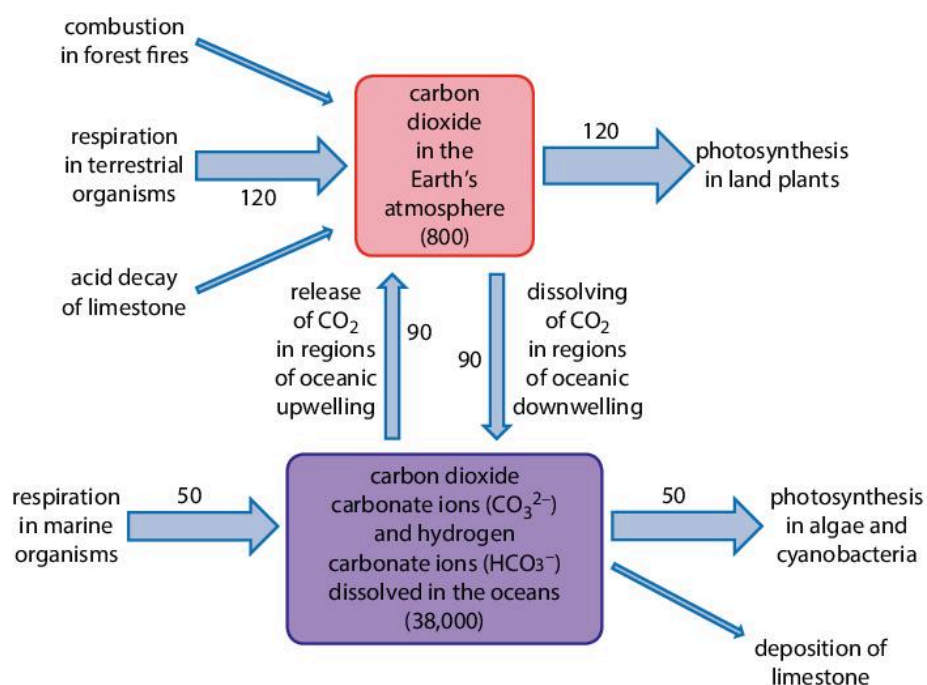 combustion
in forest fires
respiration
in terrestrial
organisms
120
acid decay
of limestone
carbon
dioxide
in the
Earth's
atmosphere
(800)
120
photosynthesis
in land plants
release
of CO₂
in regions
of oceanic
upwelling
90
90
dissolving
of CO₂
in regions
of oceanic
downwelling
respiration
in marine
organisms
50
carbon dioxide
carbonate ions (CO₃²⁻)
and hydrogen
carbonate ions (HCO₃⁻)
dissolved in the oceans
(38,000)
50
photosynthesis
in algae and
cyanobacteria
deposition of
limestone